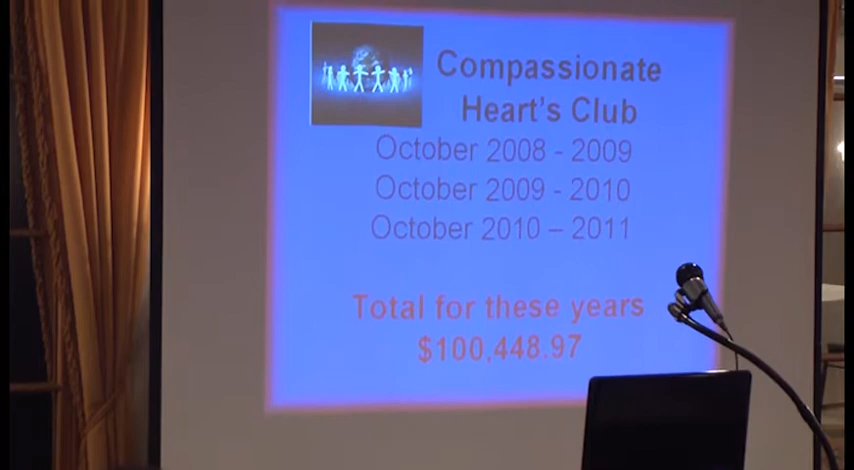 Compassionate
Heart's Club
October 2008 - 2009
October 2009 - 2010
October 2010 – 2011
Total for these years
$100,448.97